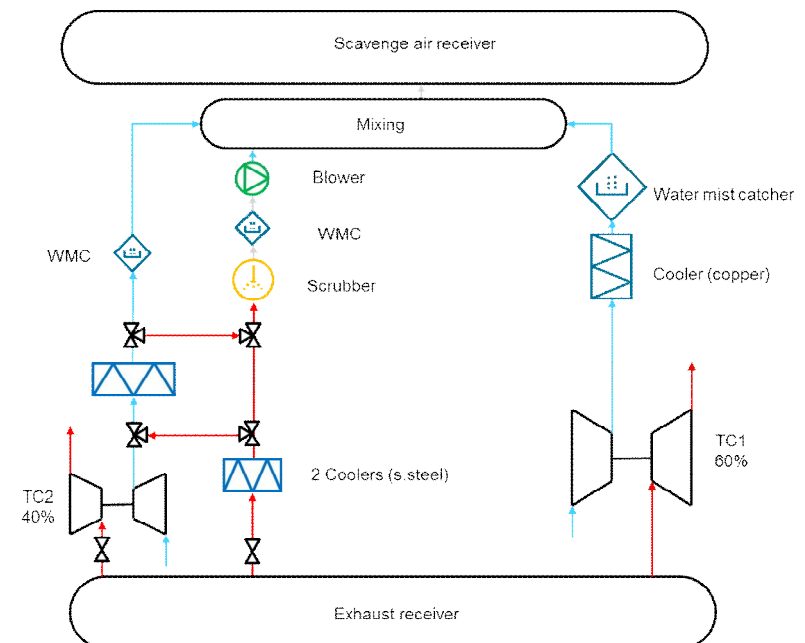 Scavenge air receiver
Mixing
Blower
Water mist catcher
WMC
WMC
Cooler (copper)
Scrubber
TC1
60%
2 Coolers (s.steel)
TC2
40%
Exhaust receiver